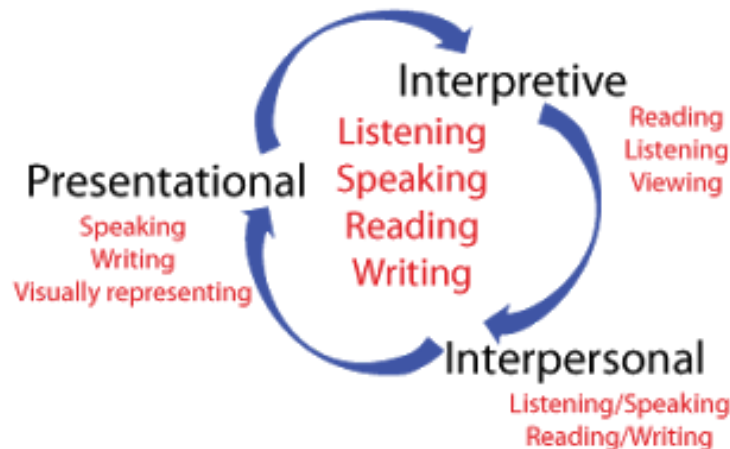 Interpretive
Reading
Listening
Viewing
Listening
Speaking
Reading
Writing
Presentational
Speaking
Writing
Visually representing
Interpersonal
Listening/Speaking
Reading/Writing